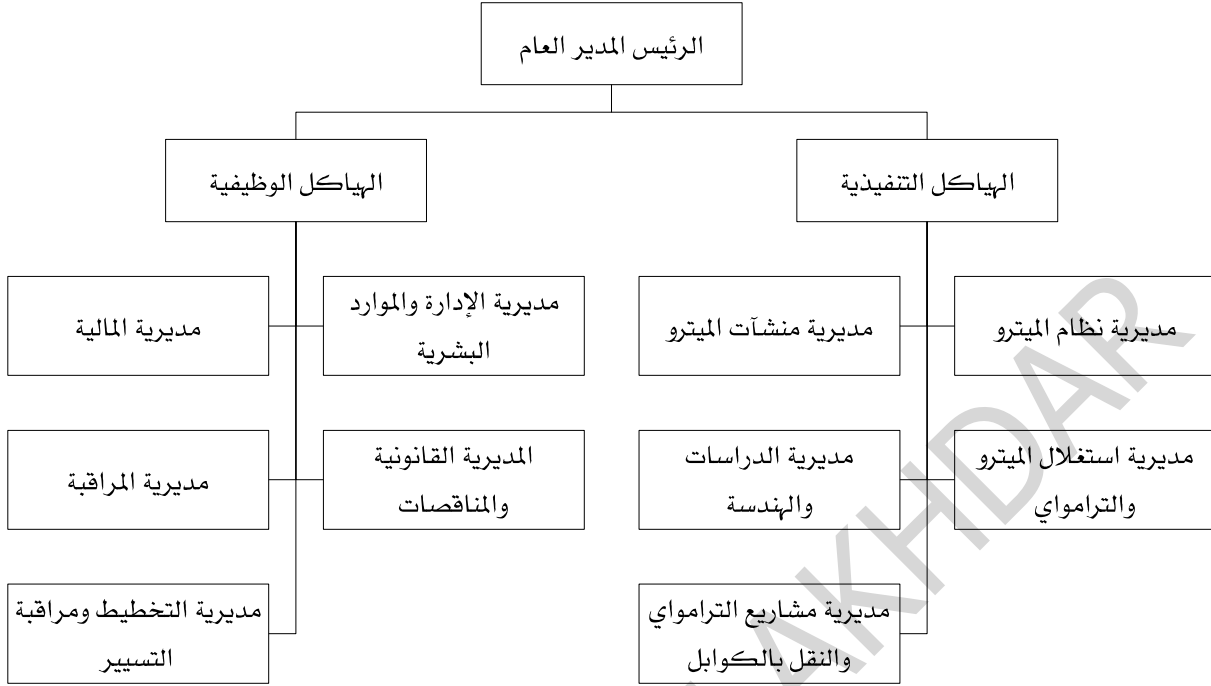 الرئيس المدير العام
الهياكل التنفيذية
الهياكل الوظيفية
مديرية نظام الميترو
مديرية منشآت الميترو
مديرية الإدارة والموارد
البشرية
مديرية المالية
مديرية استغلال الميترو
والترامواي
مديرية الدراسات
والهندسة
المديرية القانونية
والمناقصات
مديرية المراقبة
مديرية مشاريع الترامواي
والنقل بالكوابل
مديرية التخطيط ومراقبة
التسيير
AKHDAR